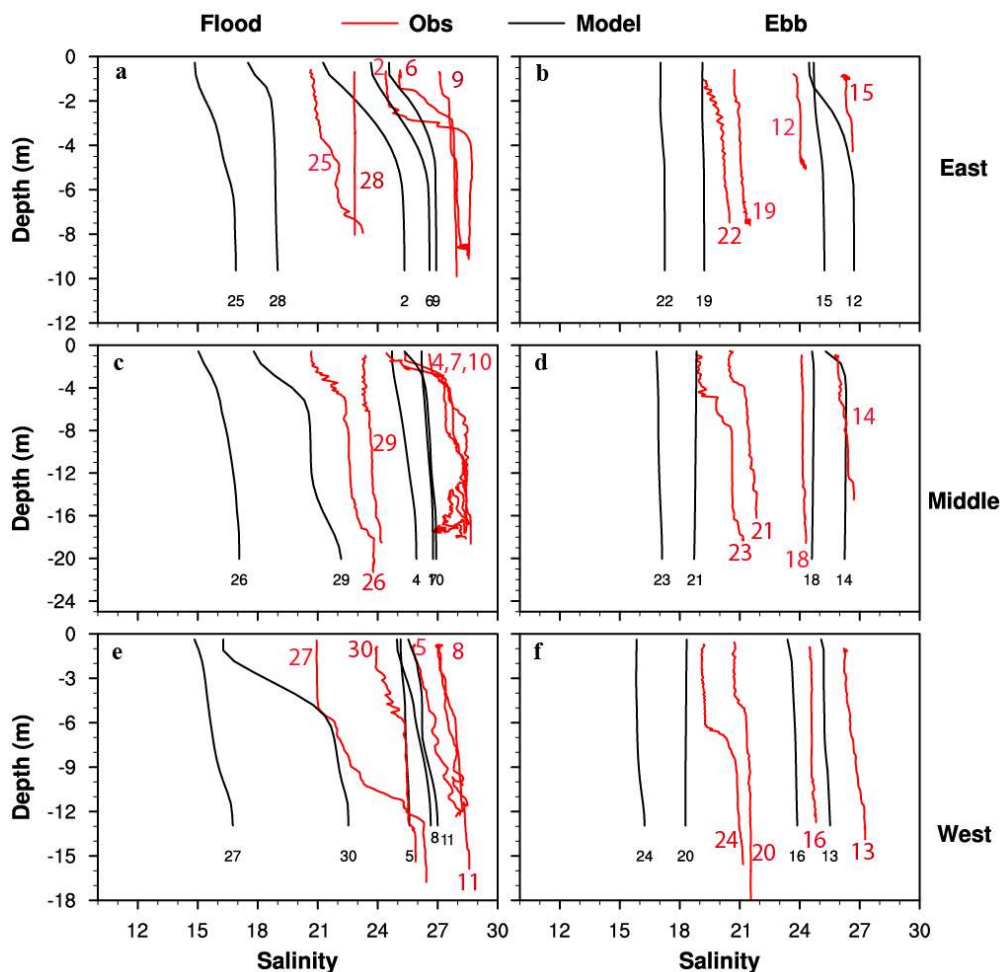 Flood Obs Model Ebb
a
0
-2
-4
-6
-8
-10
-12
Depth (m)
2 6 9
25
28
25 28 2 6 9
b
15
12
19
22
22 19 15 12
East
c
0
-4
-8
-12
-16
-20
-24
Depth (m)
4,7,10
29
26
26 29 4 7 10
d
14
21
23
18
23 21 18 14
Middle
e
0
-3
-6
-9
-12
-15
-18
Depth (m)
27 30 5 8
11
8 11
27 30 5
f
24 20 16 13
24 20 16 13
West
12 15 18 21 24 27 30
12 15 18 21 24 27 30
Salinity Salinity